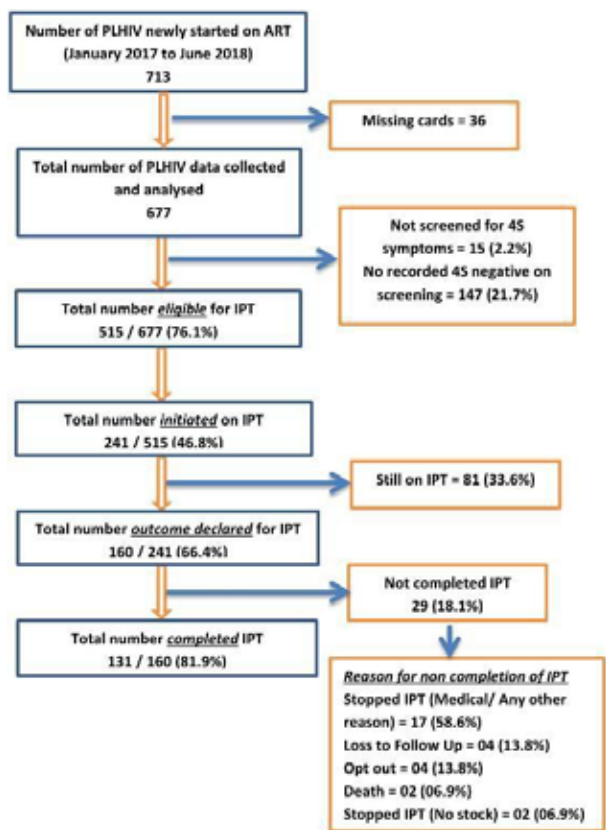 Number of PLHIV newly started on ART
(January 2017 to June 2018)
713
Missing cards = 36
Total number of PLHIV data collected
and analysed
677
Not screened for 4S
symptoms = 15 (2.2%)
No recorded 4S negative on
screening = 147 (21.7%)
Total number eligible for IPT
515 / 677 (76.1%)
Total number initiated on IPT
241 / 515 (46.8%)
Still on IPT = 81 (33.6%)
Total number outcome declared for IPT
160 / 241 (66.4%)
Not completed IPT
29 (18.1%)
Total number completed IPT
131 / 160 (81.9%)
Reason for non completion of IPT
Stopped IPT (Medical/ Any other
reason) = 17 (58.6%)
Loss to Follow Up = 04 (13.8%)
Opt out = 04 (13.8%)
Death = 02 (06.9%)
Stopped IPT (No stock) = 02 (06.9%)